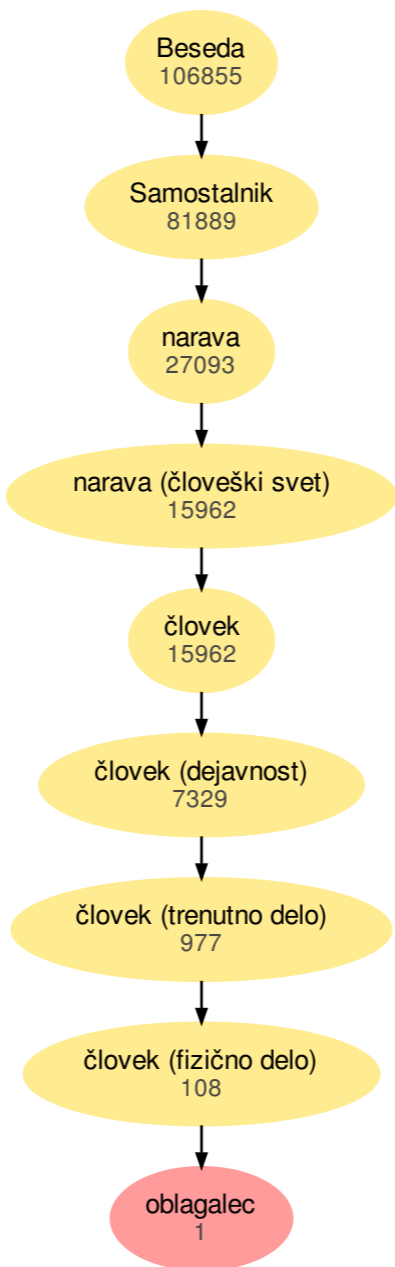 Beseda
106855
Samostalnik
81889
narava
27093
narava (človeški svet)
15962
človek
15962
človek (dejavnost)
7329
človek (trenutno delo)
977
človek (fizično delo)
108
oblagalec
1